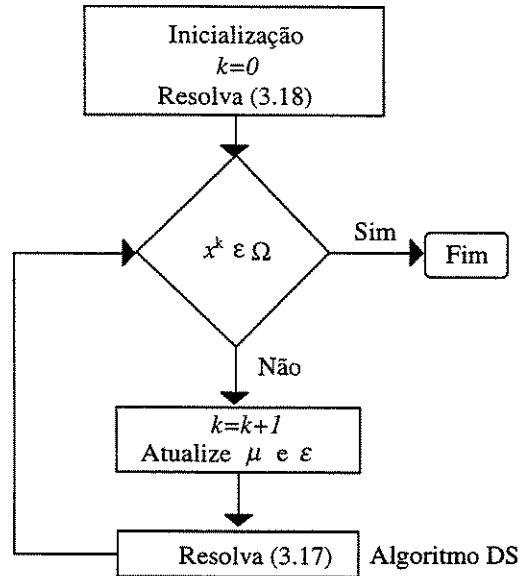 Inicialização
k=0
Resolva (3.18)
x^k ε Ω
Sim
Fim
Não
k=k+1
Atualize μ e ε
Resolva (3.17)
Algoritmo DS